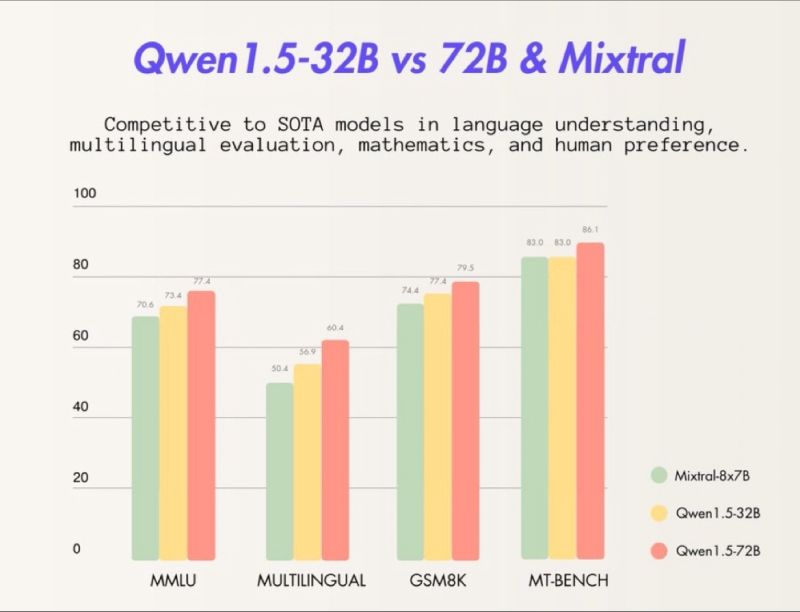 Qwen1.5-32B vs 72B & Mixtral
Competitive to SOTA models in language understanding,
multilingual evaluation, mathematics, and human preference.
100
80
60
40
20
0
70.6
73.4
77.4
50.4
56.9
60.4
74.4
77.4
79.5
83.0
83.0
86.1
MMLU
MULTILINGUAL
GSM8K
MT-BENCH
Mixtral-8x7B
Qwen1.5-32B
Qwen1.5-72B